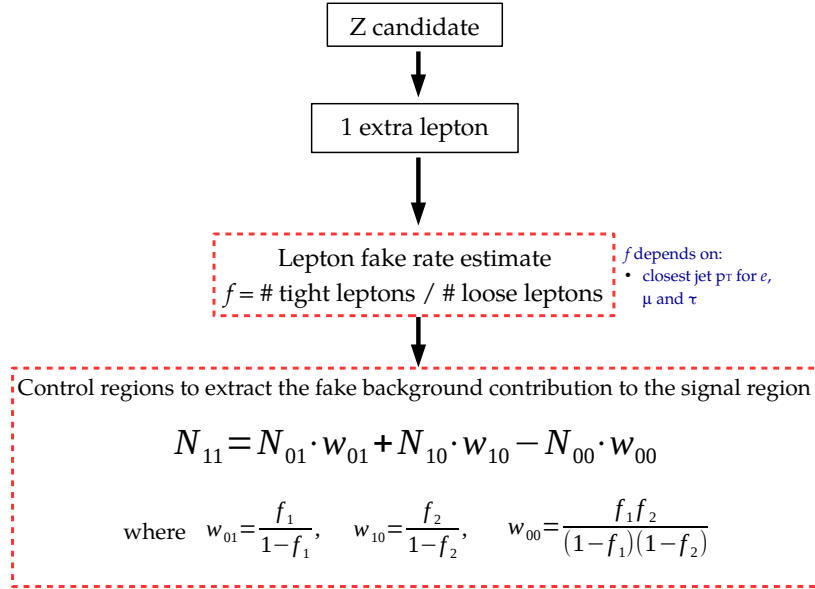 Z candidate
1 extra lepton
Lepton fake rate estimate
f = # tight leptons / # loose leptons
f depends on:
• closest jet pT for e,
μ and τ
Control regions to extract the fake background contribution to the signal region
N₁₁ = N₀₁ · w₀₁ + N₁₀ · w₁₀ − N₀₀ · w₀₀
where w₀₁ = f₁ / (1−f₁), w₁₀ = f₂ / (1−f₂), w₀₀ = f₁ f₂ / (1−f₁)(1−f₂)